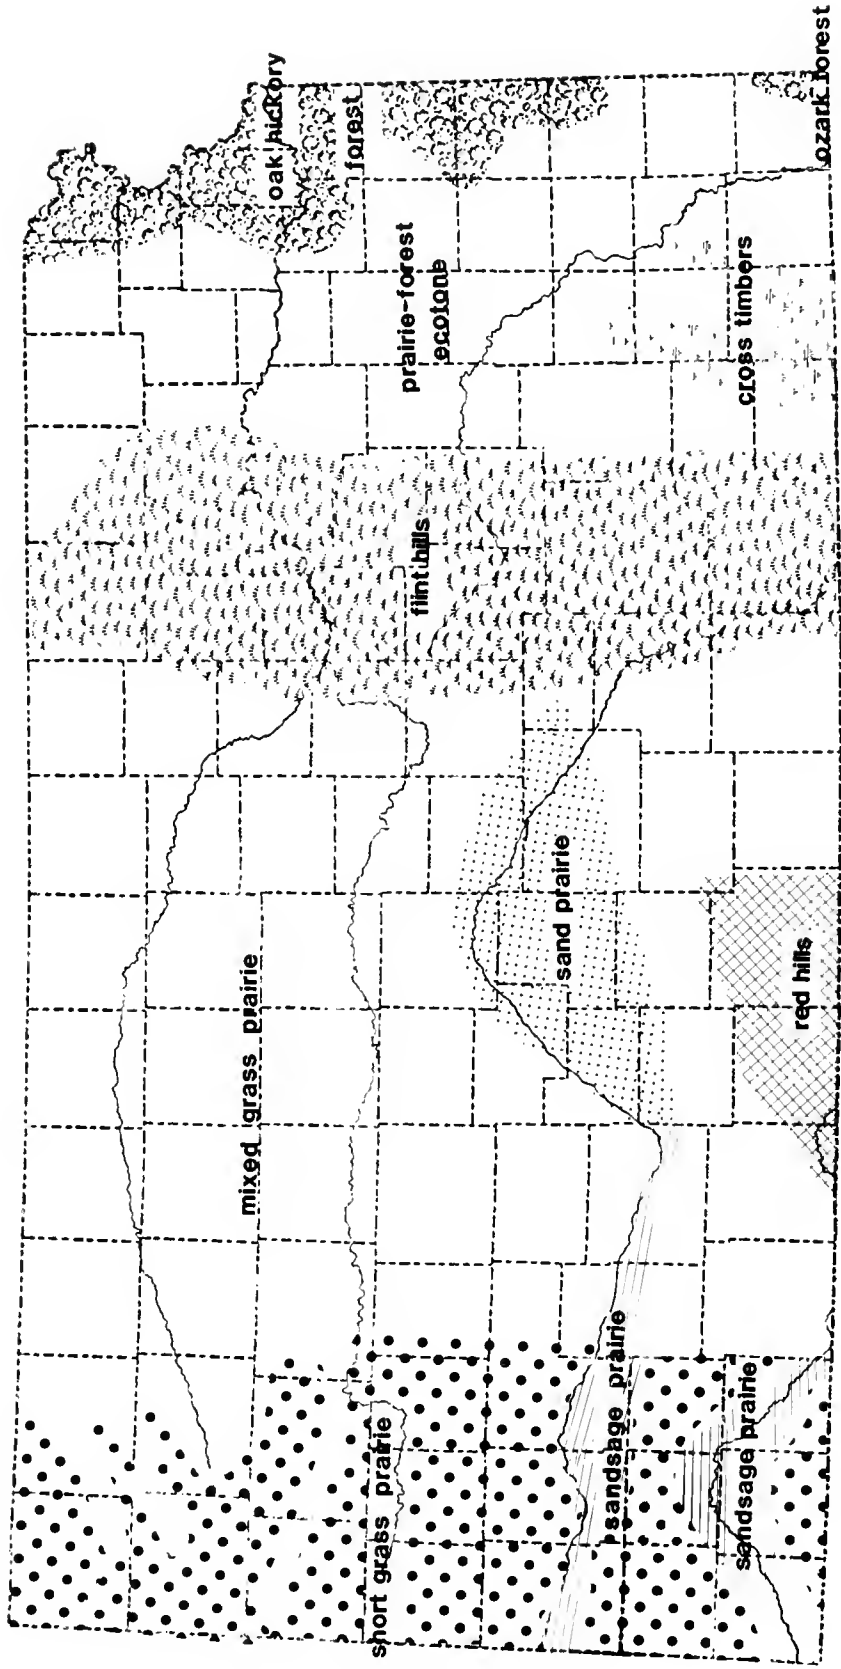 short grass prairie
mixed grass prairie
sandsage prairie
sandsage prairie
sand prairie
red hills
flint hills
prairie-forest
ecotone
cross timbers
oak hickory
forest
ozark forest